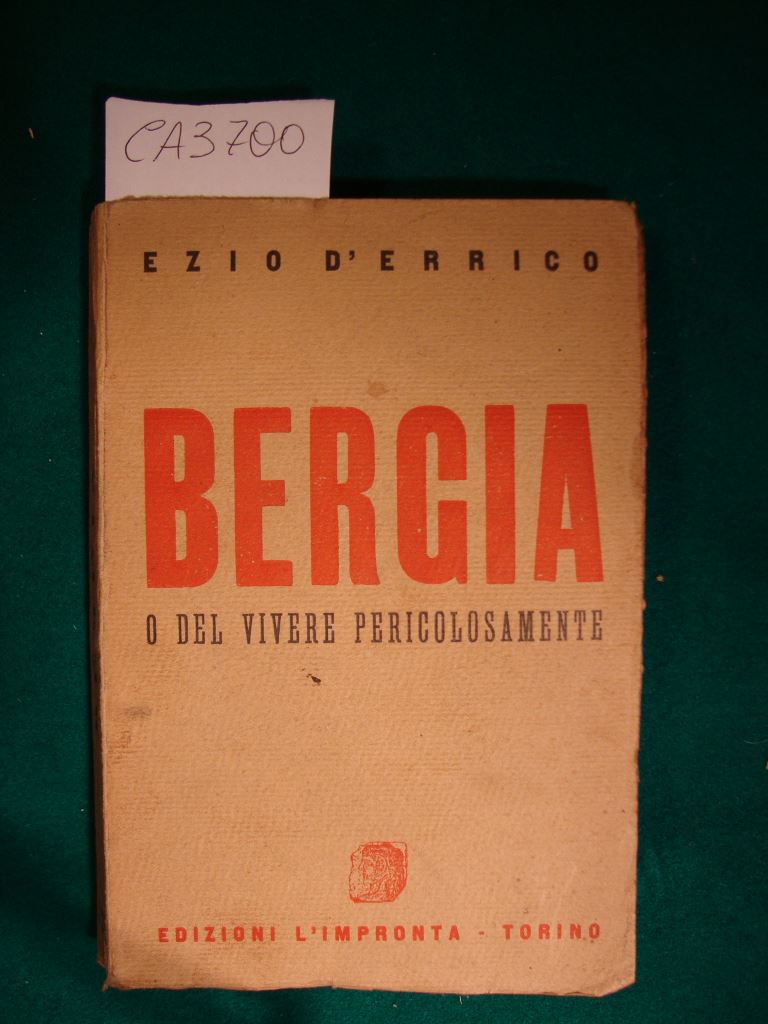 CA3700
EZIO D'ERRICO
BERGIA
O DEL VIVERE PERICOLOSAMENTE
EDIZIONI L'IMPRONTA - TORINO